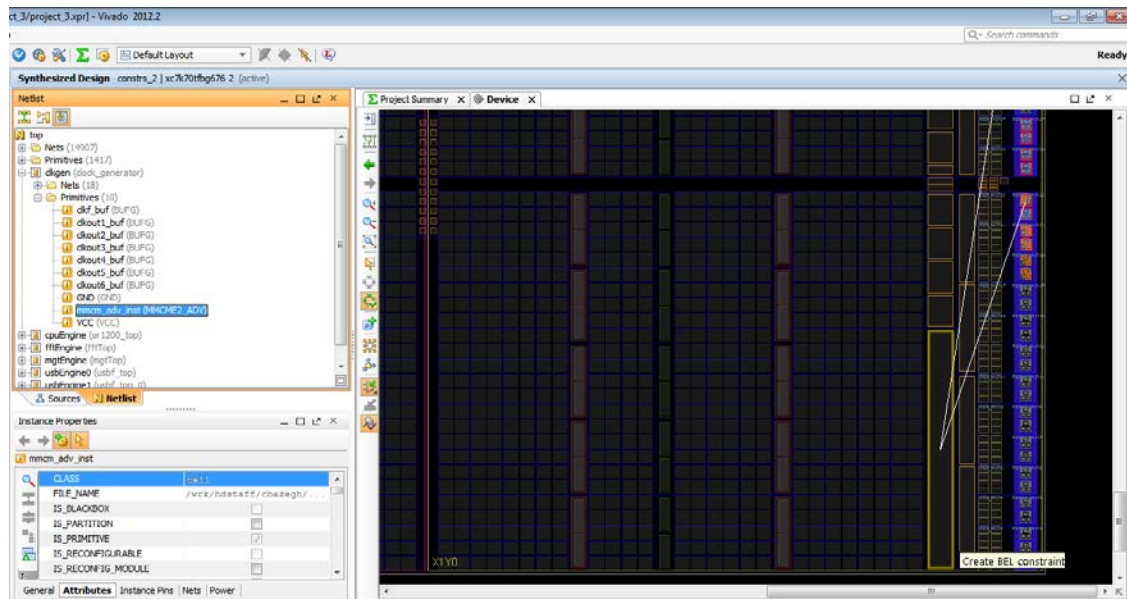 ct_3/project_3.xpr] - Vivado 2012.2
Q- Search commands
Default Layout
Ready
Synthesized Design - constrs_2 | xc7k70tfbg676-2 (active)
Netlist
Project Summary
Device
top
Nets (14907)
Primitives (1417)
clkgen (clock_generator)
Nets (18)
Primitives (10)
clkf_buf (BUFG)
clkout1_buf (BUFG)
clkout2_buf (BUFG)
clkout3_buf (BUFG)
clkout4_buf (BUFG)
clkout5_buf (BUFG)
clkout6_buf (BUFG)
GND (GND)
mmcm_adv_inst (MMCME2_ADV)
VCC (VCC)
cpuEngine (or1200_top)
fftEngine (fftTop)
mgtEngine (mgtTop)
usbEngine0 (usbf_top)
usbEngine1 (usbf_top_0)
Sources
Netlist
Instance Properties
mmcm_adv_inst
CLASS cell
FILE_NAME /wrk/hdstaff/cbazegh/...
IS_BLACKBOX
IS_PARTITION
IS_PRIMITIVE
IS_RECONFIGURABLE
IS_RECONFIG_MODULE
General Attributes Instance Pins Nets Power
X1Y0
Create BEL constraint